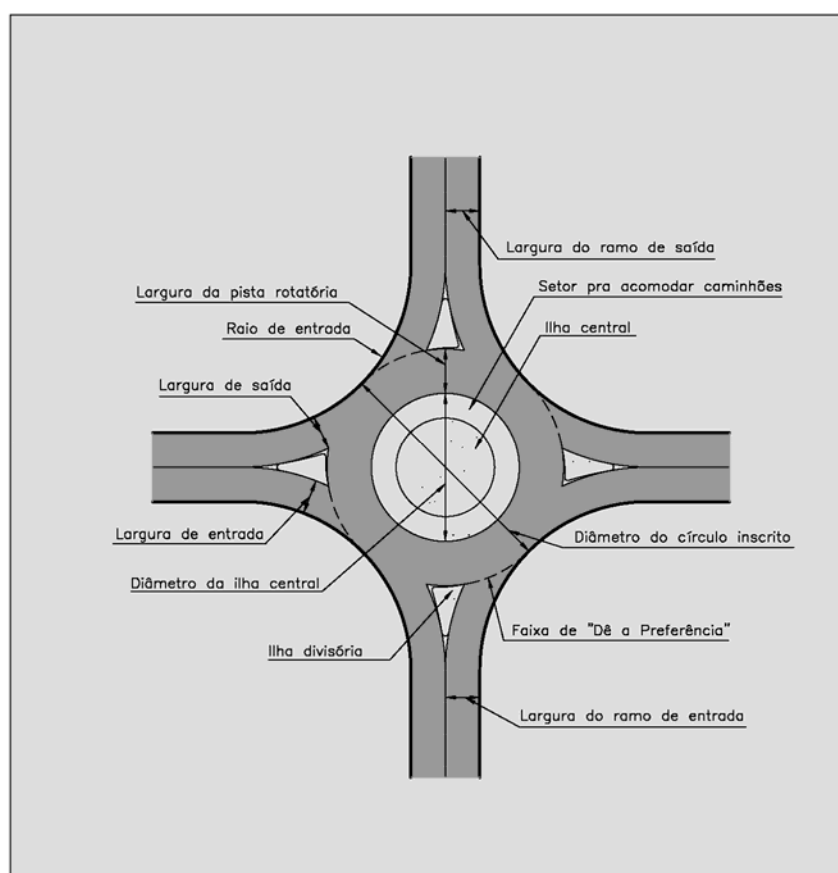 Largura do ramo de saída
Setor pra acomodar caminhões
Largura da pista rotatória
Raio de entrada
Ilha central
Largura de saída
Largura de entrada
Diâmetro do círculo inscrito
Diâmetro da ilha central
Faixa de "Dê a Preferência"
Ilha divisória
Largura do ramo de entrada